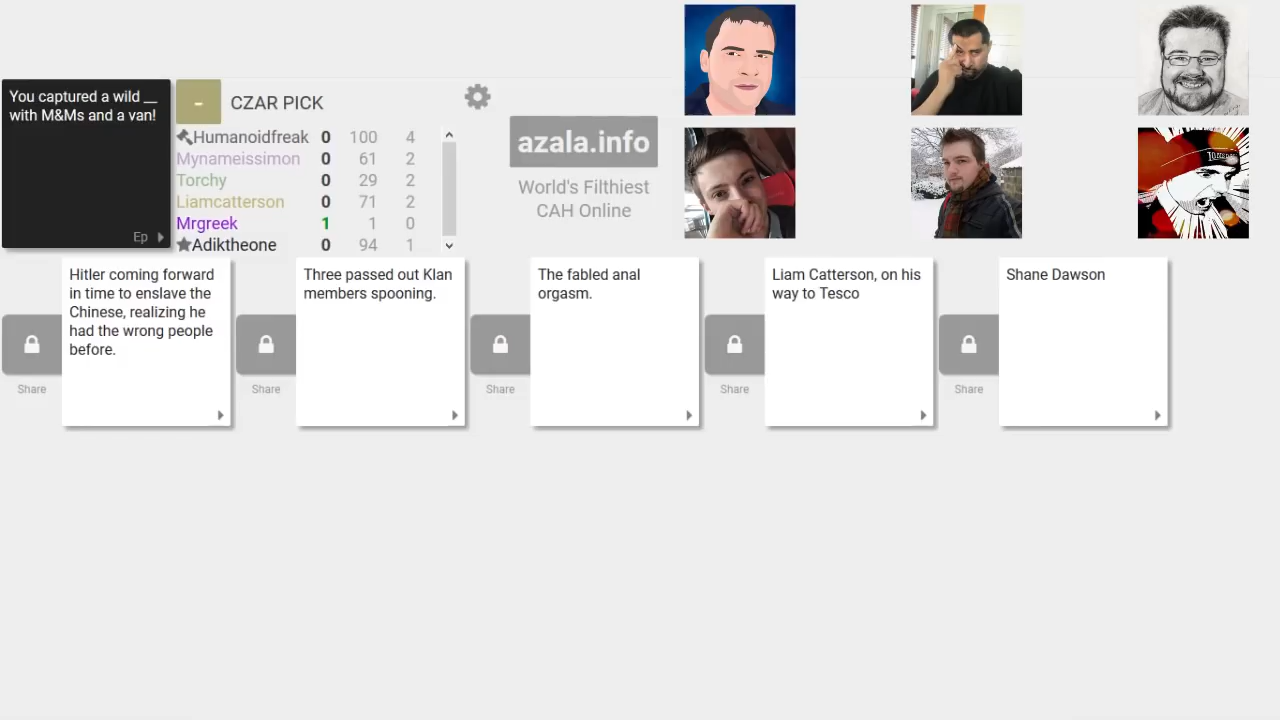 You captured a wild __
with M&Ms and a van!
Ep
-
CZAR PICK
Humanoidfreak 0 100 4
Mynameissimon 0 61 2
Torchy 0 29 2
Liamcatterson 0 71 2
Mrgreek 1 1 0
Adiktheone 0 94 1
azala.info
World's Filthiest
CAH Online
Share
Hitler coming forward
in time to enslave the
Chinese, realizing he
had the wrong people
before.
Share
Three passed out Klan
members spooning.
Share
The fabled anal
orgasm.
Share
Liam Catterson, on his
way to Tesco
Share
Shane Dawson